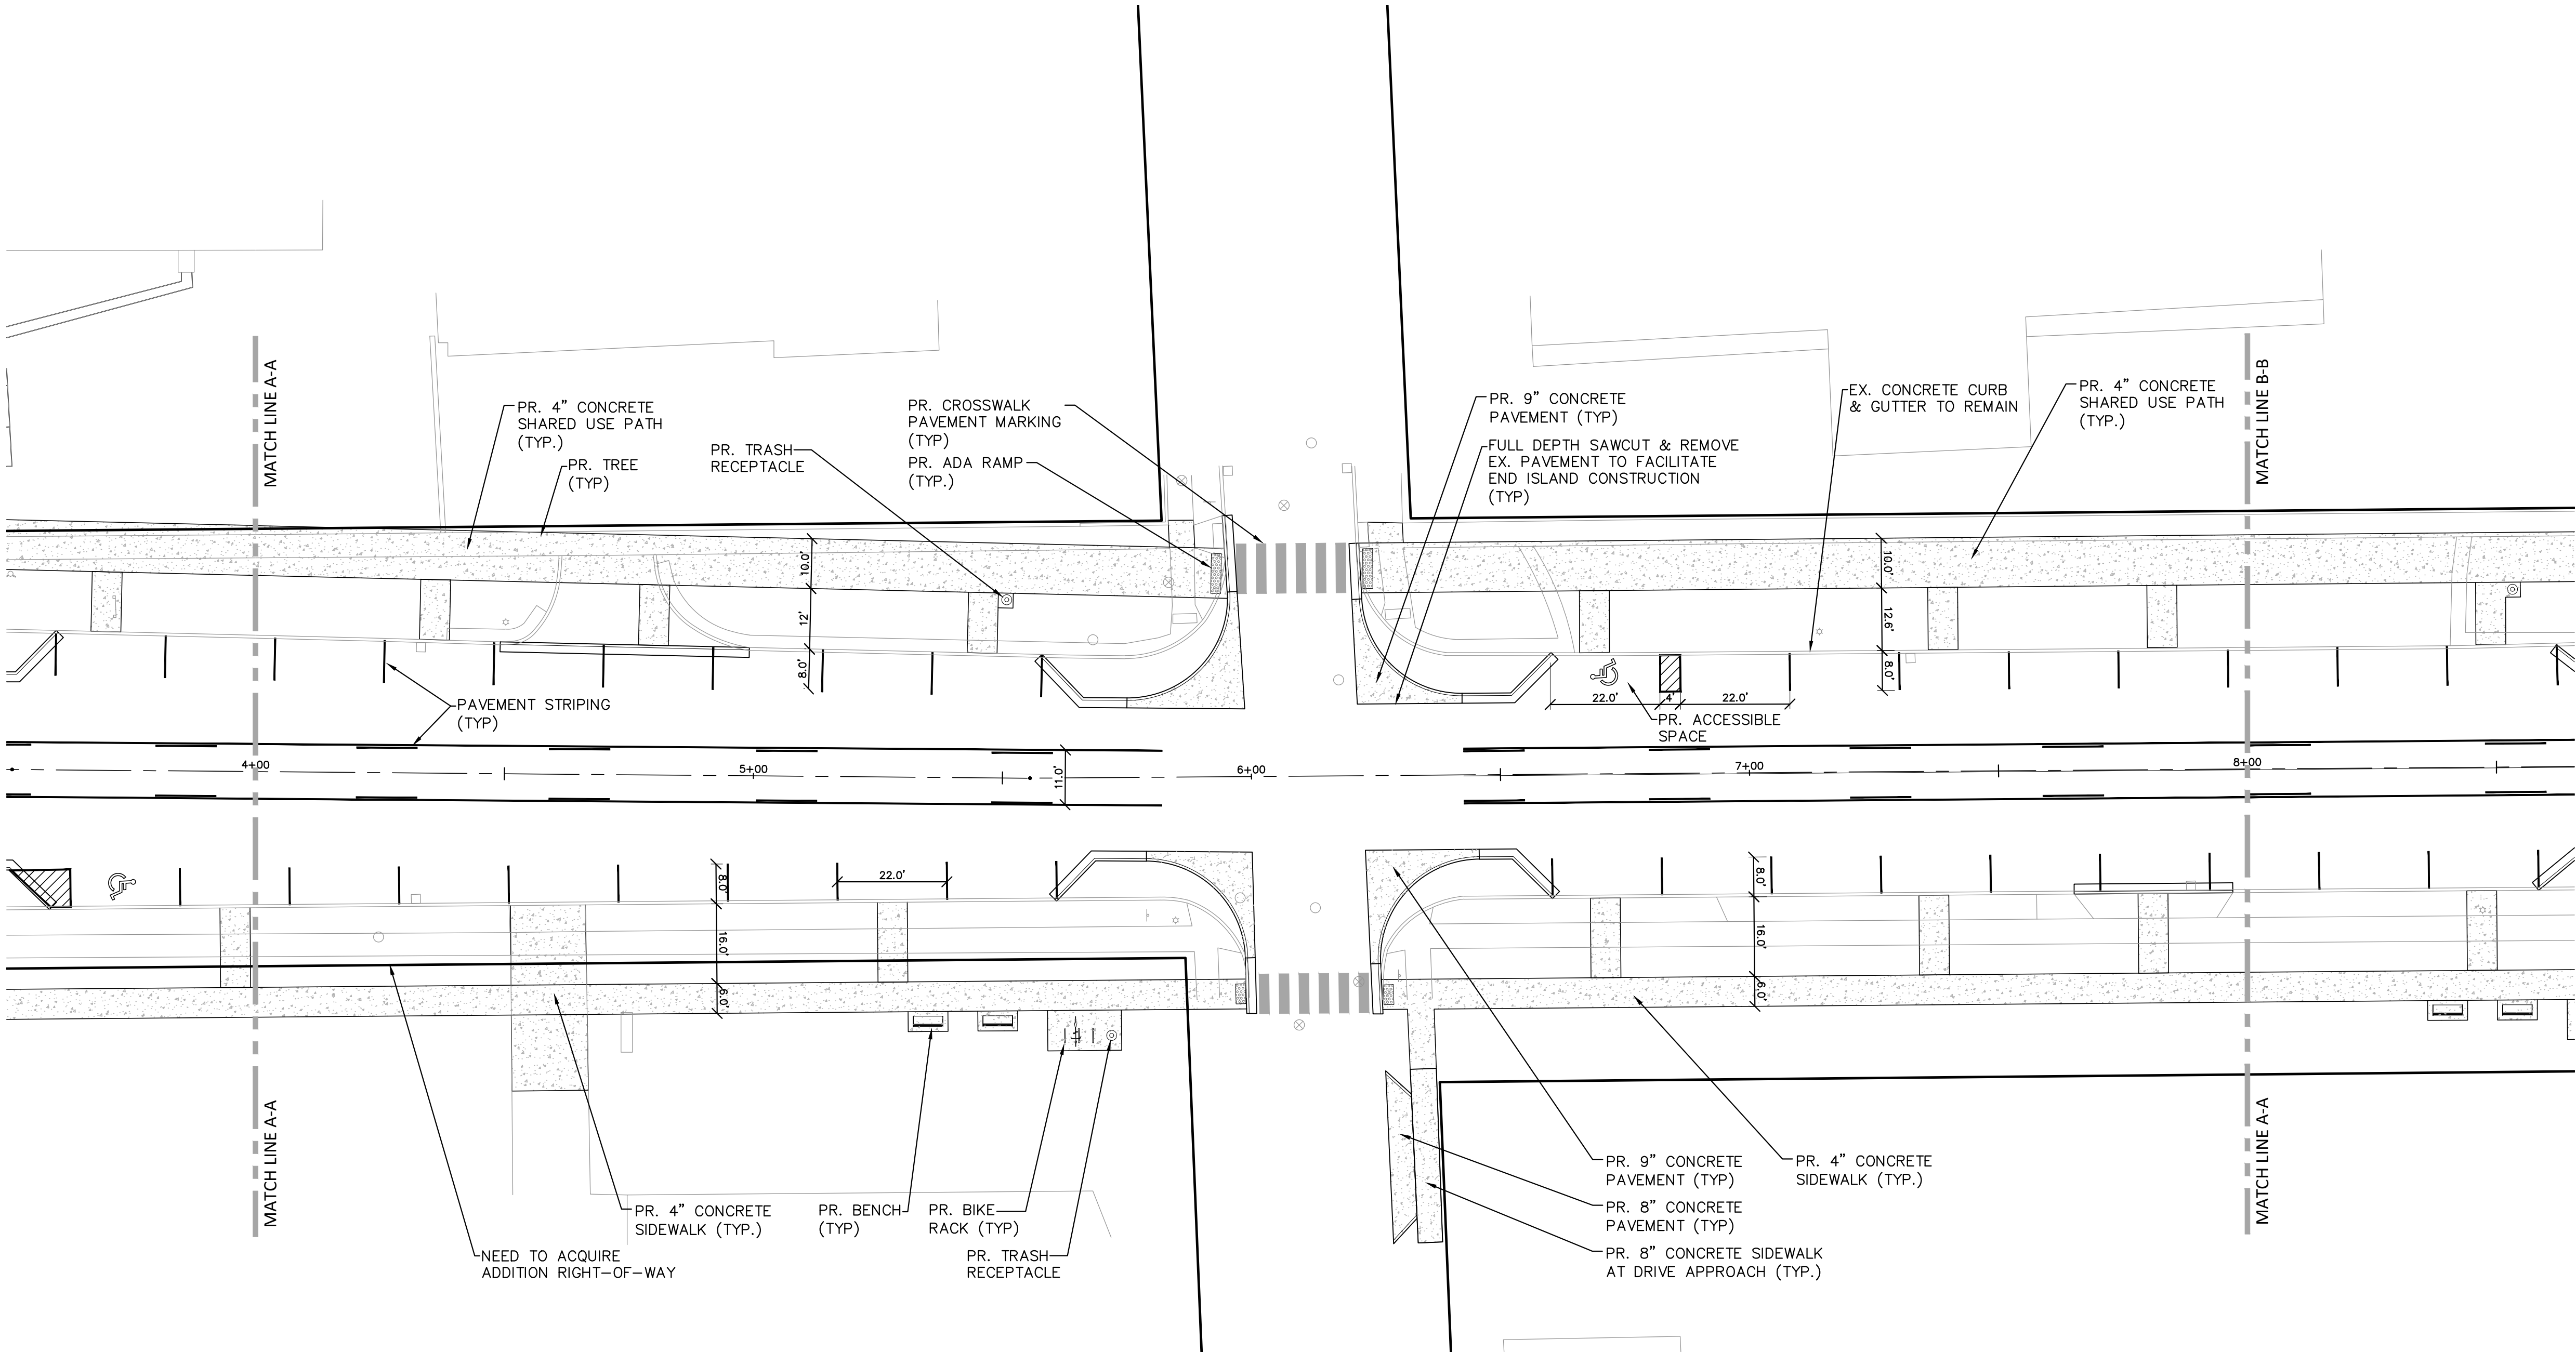 MATCH LINE A-A
PR. 4” CONCRETE
SHARED USE PATH
(TYP.)
PR. TREE
(TYP)
PR. TRASH
RECEPTACLE
PR. CROSSWALK
PAVEMENT MARKING
(TYP)
PR. ADA RAMP
(TYP.)
PR. 9” CONCRETE
PAVEMENT (TYP)
FULL DEPTH SAWCUT & REMOVE
EX. PAVEMENT TO FACILITATE
END ISLAND CONSTRUCTION
(TYP)
EX. CONCRETE CURB
& GUTTER TO REMAIN
PR. 4” CONCRETE
SHARED USE PATH
(TYP.)
MATCH LINE B-B
10.0'
12'
8.0'
10.0'
12.6'
8.0'
22.0'
4'
22.0'
PAVEMENT STRIPING
(TYP)
PR. ACCESSIBLE
SPACE
4+00
5+00
11.0'
6+00
7+00
8+00
8.0'
22.0'
16.0'
6.0'
8.0'
16.0'
6.0'
MATCH LINE A-A
NEED TO ACQUIRE
ADDITION RIGHT-OF-WAY
PR. 4” CONCRETE
SIDEWALK (TYP.)
PR. BENCH
(TYP)
PR. BIKE
RACK (TYP)
PR. TRASH
RECEPTACLE
PR. 9” CONCRETE
PAVEMENT (TYP)
PR. 8” CONCRETE
PAVEMENT (TYP)
PR. 8” CONCRETE SIDEWALK
AT DRIVE APPROACH (TYP.)
PR. 4” CONCRETE
SIDEWALK (TYP.)
MATCH LINE A-A